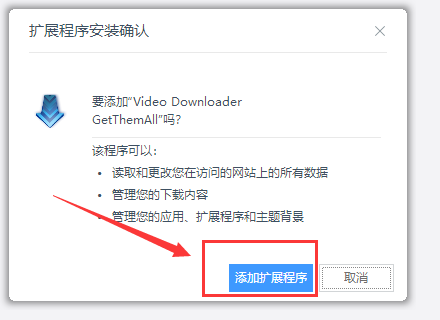 扩展程序安装确认
要添加“Video Downloader
GetThemAll”吗?
该程序可以:
• 读取和更改您在访问的网站上的所有数据
• 管理您的下载内容
• 管理您的应用、扩展程序和主题背景
添加扩展程序 取消